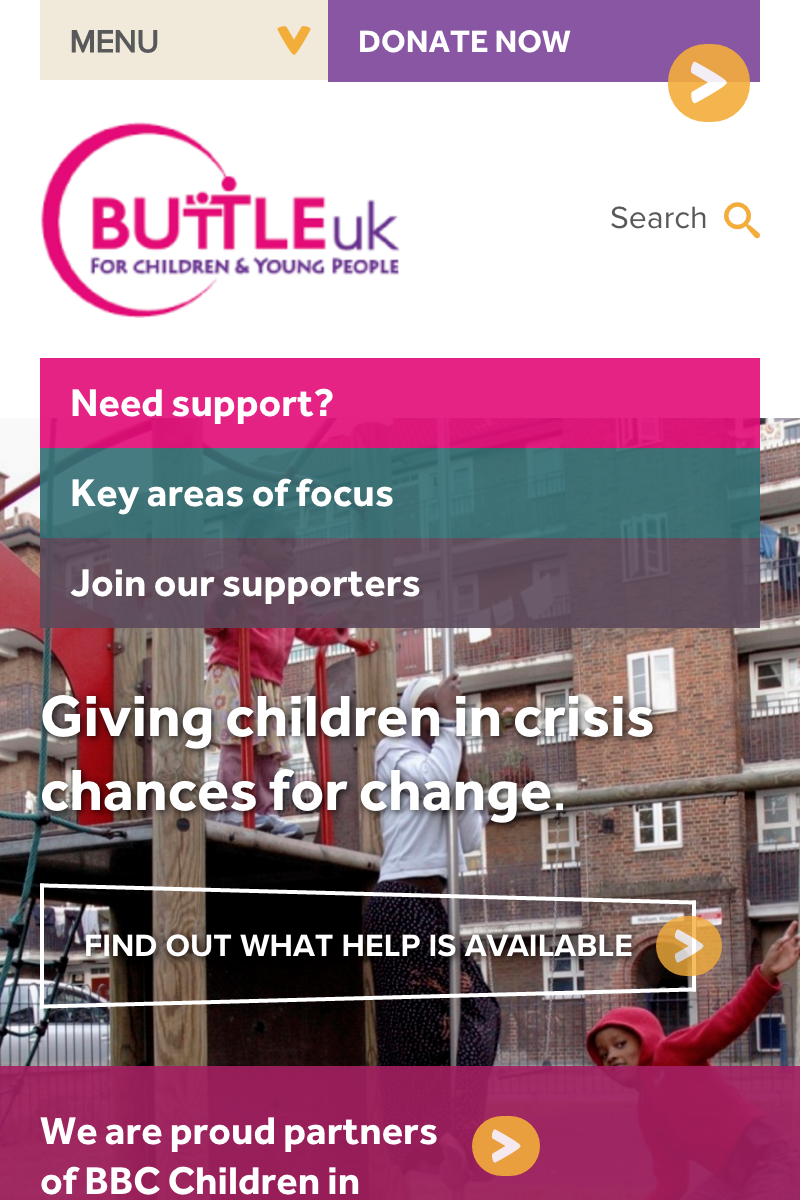 MENU
DONATE NOW
BUTTLE uk
FOR CHILDREN & YOUNG PEOPLE
Search
Need support?
Key areas of focus
Join our supporters
Giving children in crisis
chances for change.
FIND OUT WHAT HELP IS AVAILABLE
We are proud partners
of BBC Children in